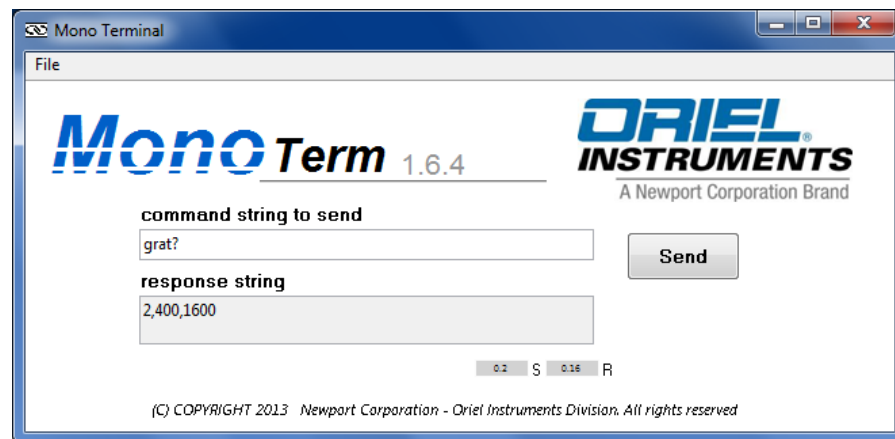 Mono Terminal
File
Mono Term 1.6.4
ORIEL®
INSTRUMENTS
A Newport Corporation Brand
command string to send
grat?
Send
response string
2,400,1600
0.2 S 0.16 R
(C) COPYRIGHT 2013 Newport Corporation - Oriel Instruments Division. All rights reserved